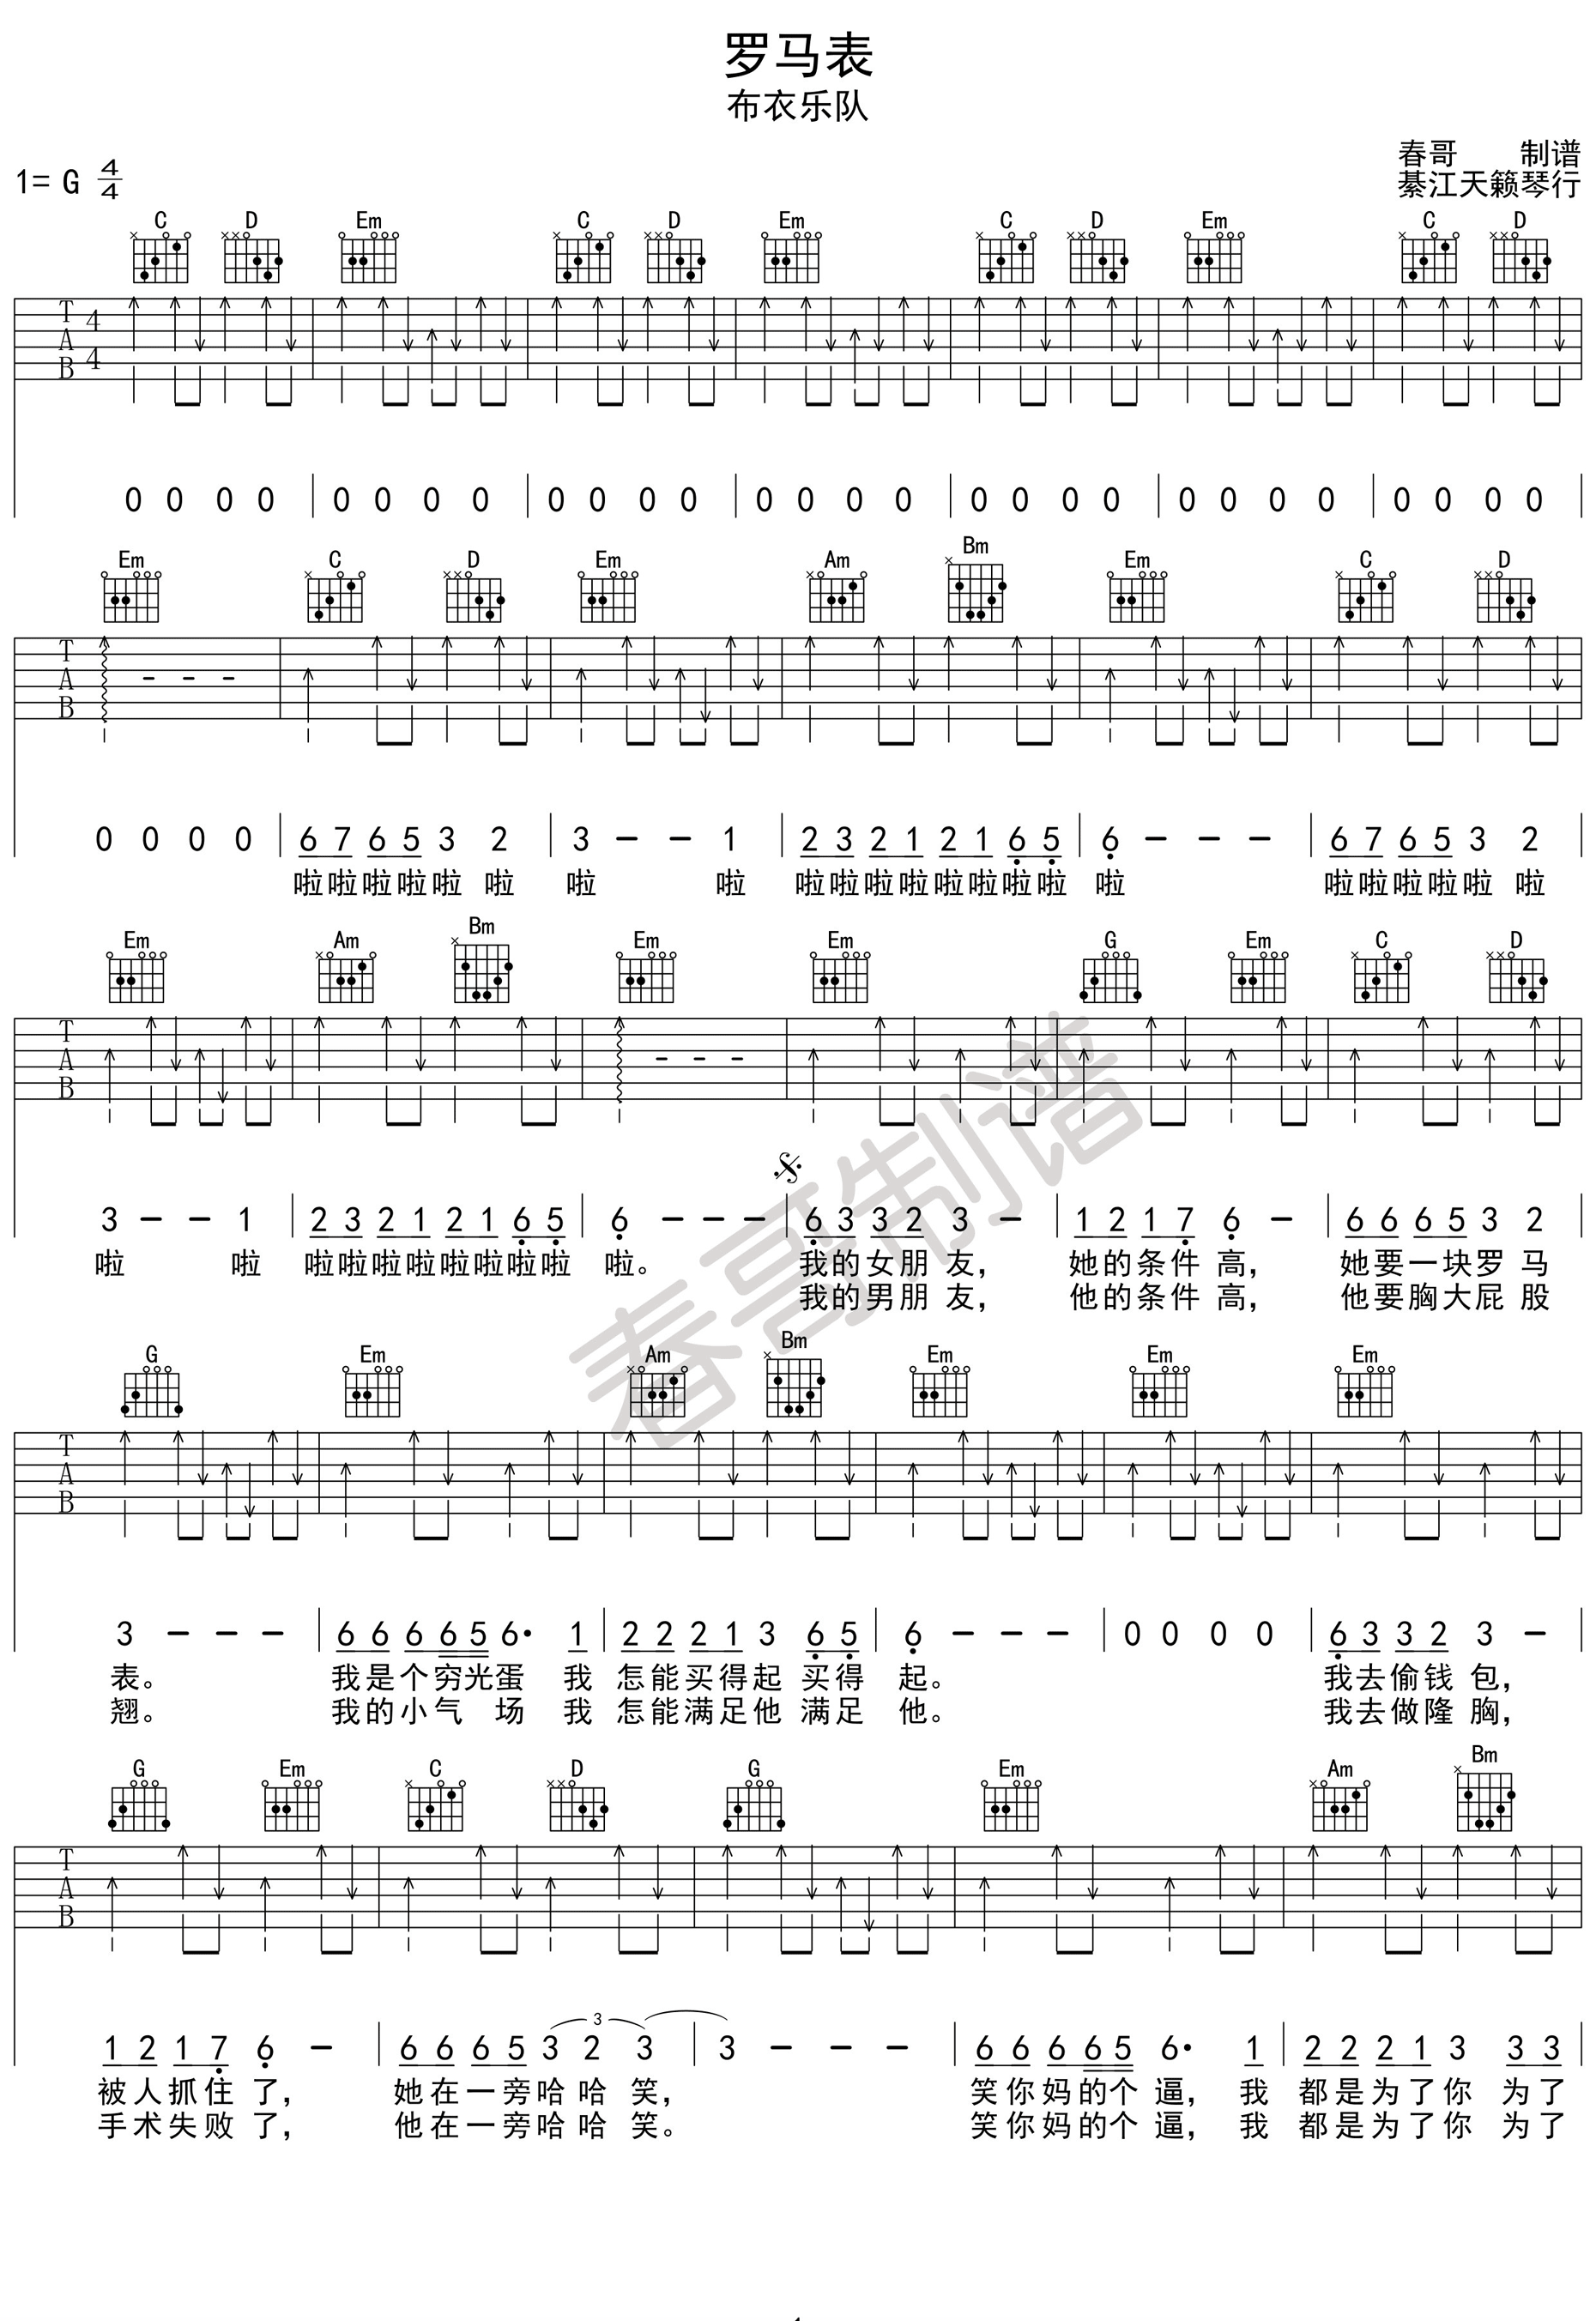 罗马表
布衣乐队
春哥 制谱
1= G 4/4
綦江天籁琴行
C D Em C D Em C D Em C D
T A B 4 4
0 0 0 0 0 0 0 0 0 0 0 0 0 0 0 0 0 0 0 0 0 0 0 0 0 0 0 0
Em C D Em Am Bm Em C D
T A B
0 0 0 0 6 7 6 5 3 2 3 - - 1 2 3 2 1 2 1 6 5 6 - - - 6 7 6 5 3 2
啦啦啦啦啦 啦 啦 啦 啦啦啦啦啦啦啦啦 啦 啦啦啦啦啦 啦
Em Am Bm Em Em G Em C D
T A B
3 - - 1 2 3 2 1 2 1 6 5 6 - - - 6 3 3 2 3 - 1 2 1 7 6 - 6 6 6 5 3 2
啦 啦 啦啦啦啦啦啦啦啦 啦。 我的女朋 友， 她的条件 高， 她要一块罗 马
我的男朋 友， 他的条件 高， 他要胸大屁 股
春哥制谱
G Em Am Bm Em Em Em
T A B
3 - - - 6 6 6 6 5 6· 1 2 2 2 1 3 6 5 6 - - - 0 0 0 0 6 3 3 2 3 -
表。 我是个穷光蛋 我 怎能买得起 买得 起。 我去偷钱 包，
翘。 我的小气 场 我 怎能满足他 满足 他。 我去做隆 胸，
G Em C D G Em Am Bm
T A B
1 2 1 7 6 - 6 6 6 5 3 2 3 3 3 - - - 6 6 6 6 5 6· 1 2 2 2 1 3 3 3
被人抓住 了， 她在一旁哈 哈 笑， 笑你妈的个 逼， 我 都是为了你 为了
手术失败 了， 他在一旁哈 哈 笑。 笑你妈的个 逼， 我 都是为了你 为了